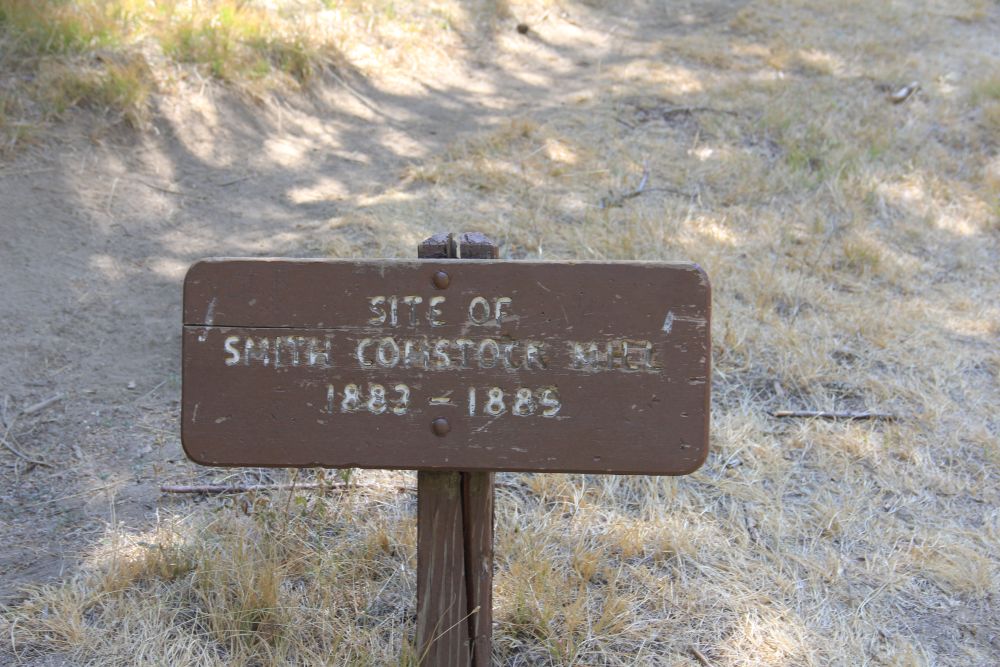 SITE OF
SMITH COMSTOCK MILL
1883 - 1885